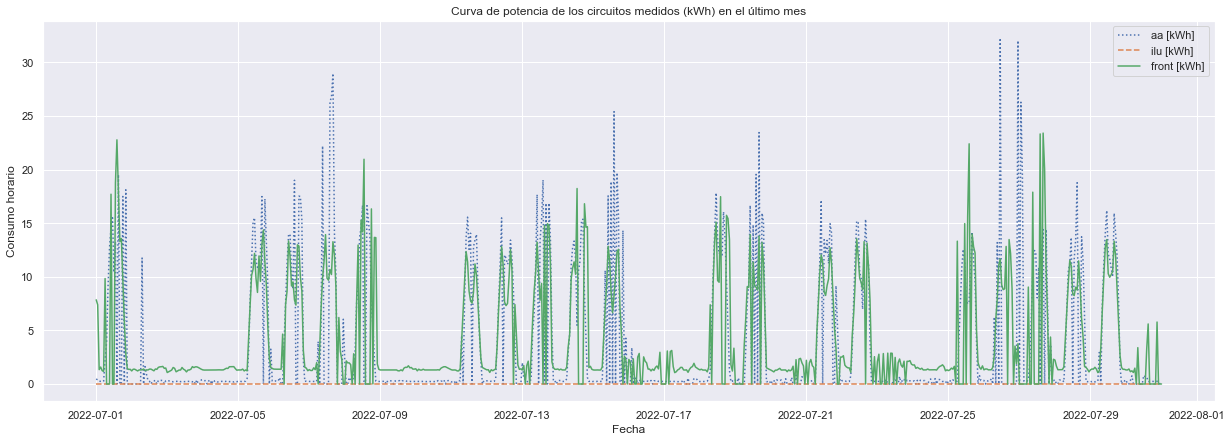 Curva de potencia de los circuitos medidos (kWh) en el último mes
aa [kWh]
ilu [kWh]
front [kWh]
Consumo horario
30
25
20
15
10
5
0
2022-07-01 2022-07-05 2022-07-09 2022-07-13 2022-07-17 2022-07-21 2022-07-25 2022-07-29 2022-08-01
Fecha